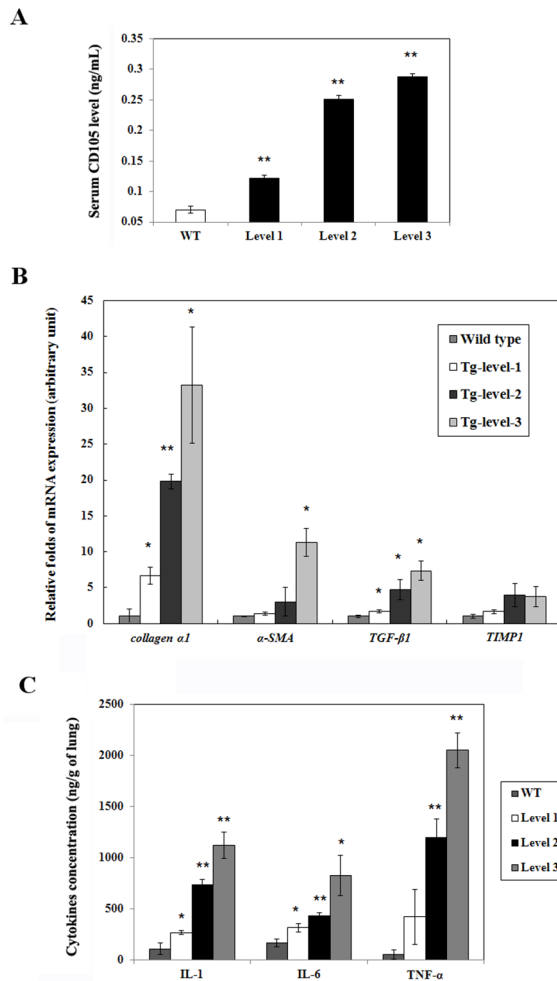 A
Serum CD105 level (ng/mL)
0.3
0.25
0.2
0.15
0.1
0.05
**
**
**
WT Level 1 Level 2 Level 3
B
Relative folds of mRNA expression (arbitrary unit)
45
40
35
30
25
20
15
10
5
0
*
**
*
*
*
*
*
Wild type
Tg-level-1
Tg-level-2
Tg-level-3
collagen α1 α-SMA TGF-β1 TIMP1
C
Cytokines concentration (ng/g of lung)
2500
2000
1500
1000
500
0
*
**
**
*
**
*
**
**
WT
Level 1
Level 2
Level 3
IL-1 IL-6 TNF-α